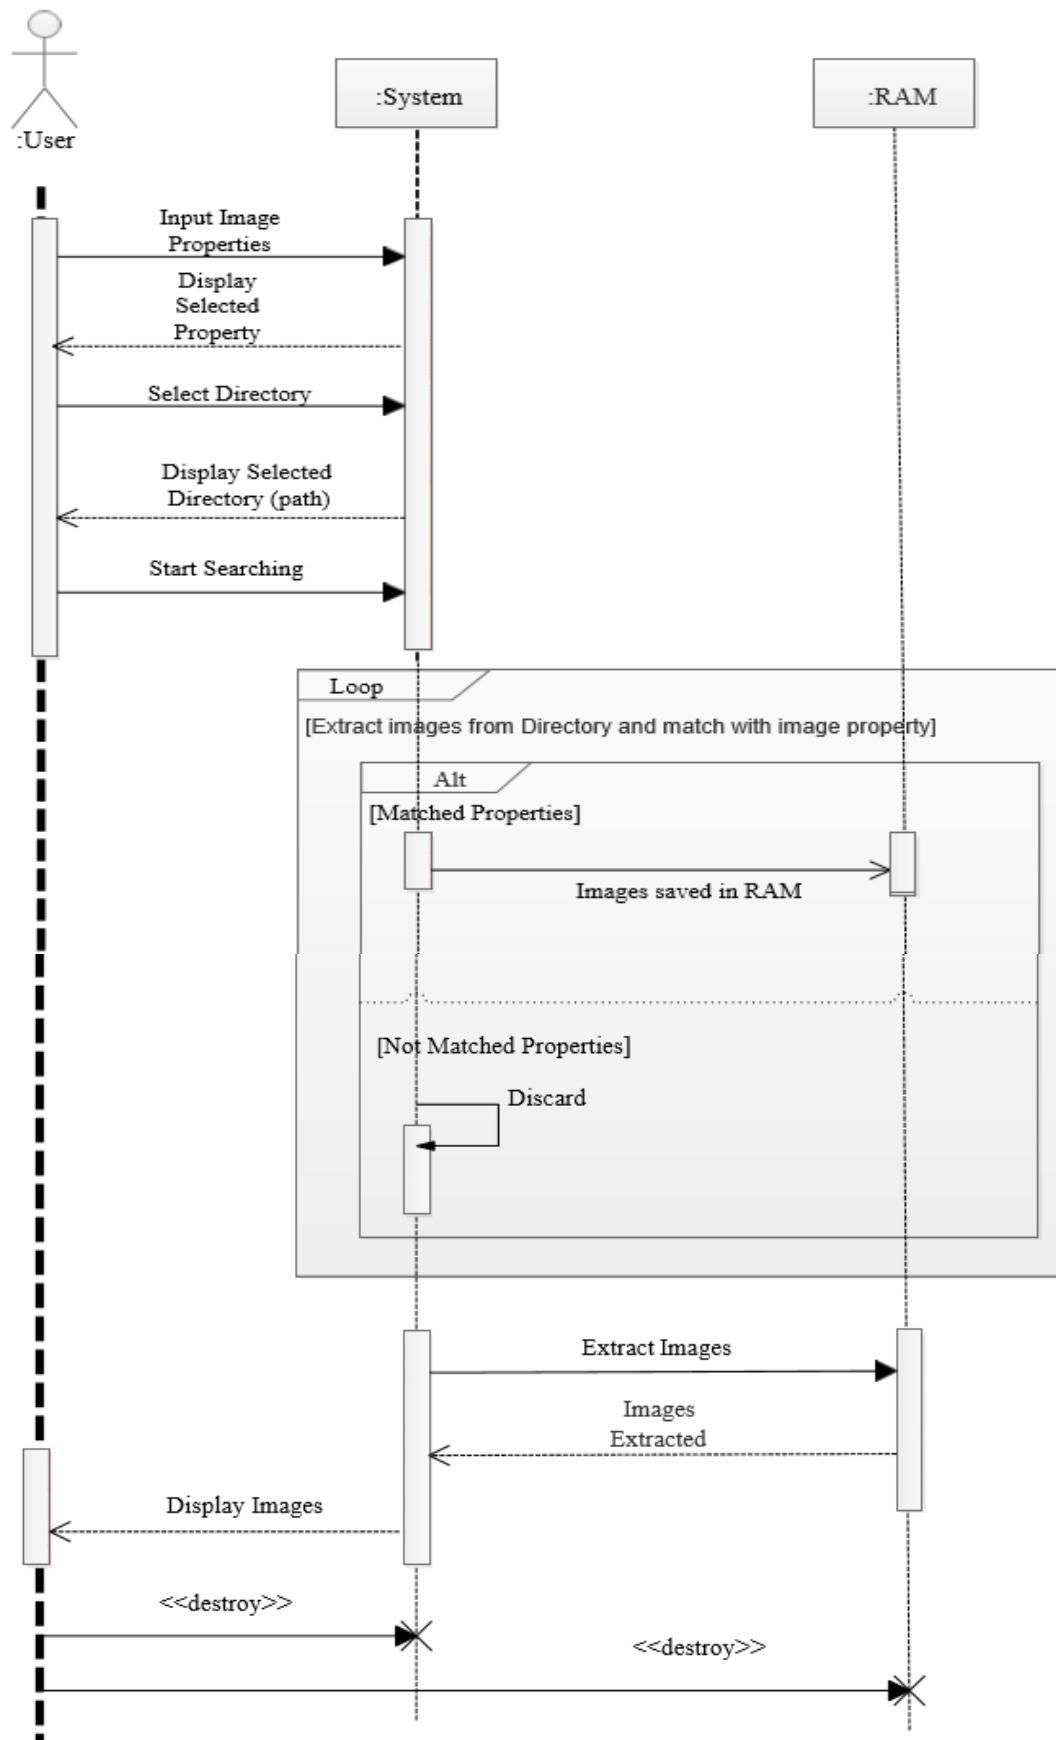 :System
:RAM
:User
Input Image
Properties
Display
Selected
Property
Select Directory
Display Selected
Directory (path)
Start Searching
Loop
[Extract images from Directory and match with image property]
Alt
[Matched Properties]
Images saved in RAM
[Not Matched Properties]
Discard
Extract Images
Images
Extracted
Display Images
<<destroy>>
<<destroy>>